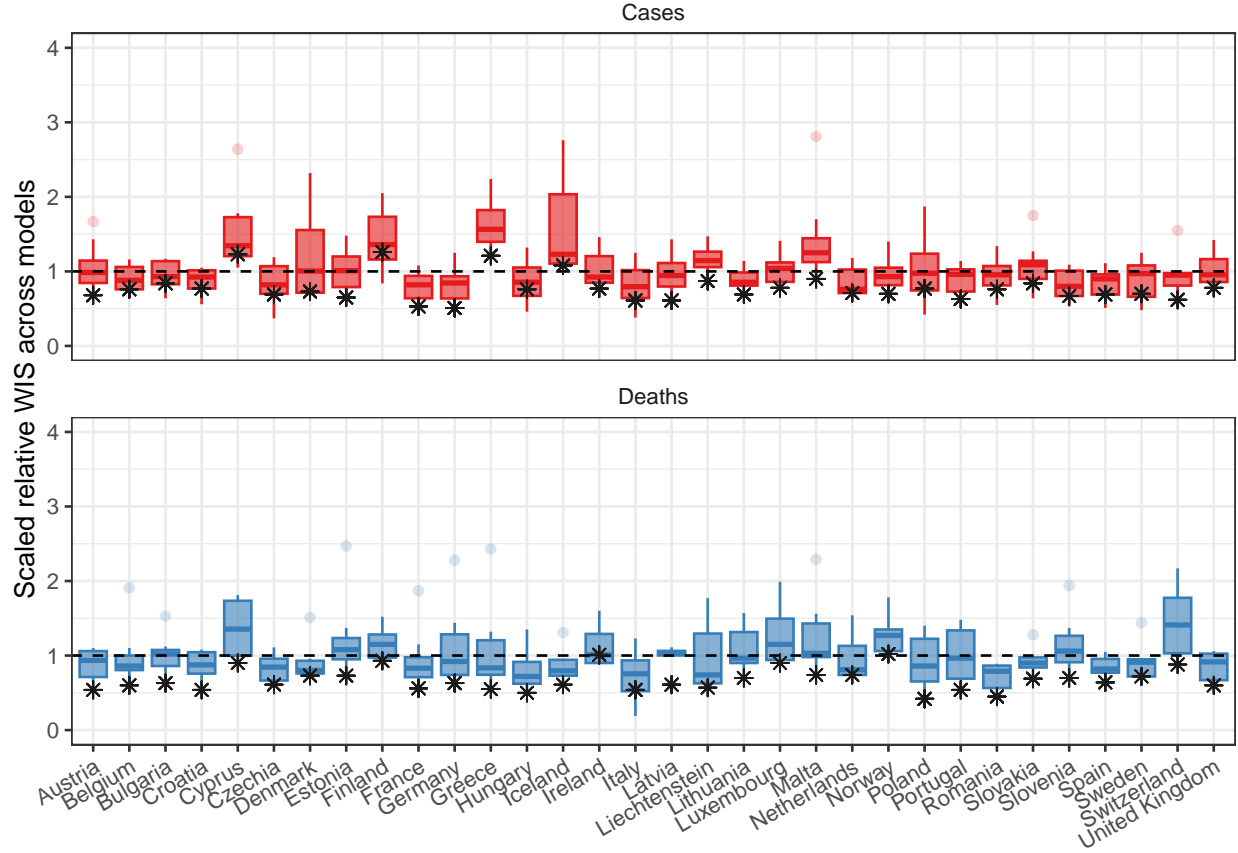 Cases
4
3
2
1
0
Scaled relative WIS across models
Deaths
4
3
2
1
0
Austria
Belgium
Bulgaria
Croatia
Cyprus
Czechia
Denmark
Estonia
Finland
France
Germany
Greece
Hungary
Iceland
Ireland
Italy
Latvia
Liechtenstein
Lithuania
Luxembourg
Malta
Netherlands
Norway
Poland
Portugal
Romania
Slovakia
Slovenia
Spain
Sweden
Switzerland
United Kingdom